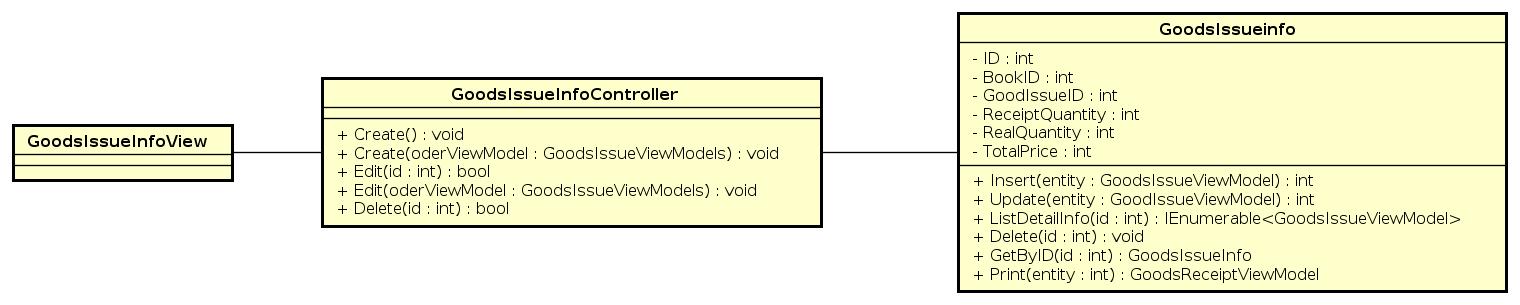 GoodsIssueInfoView
GoodsIssueInfoController
+ Create() : void
+ Create(oderViewModel : GoodsIssueViewModels) : void
+ Edit(id : int) : bool
+ Edit(oderViewModel : GoodsIssueViewModels) : void
+ Delete(id : int) : bool
GoodsIssueinfo
- ID : int
- BookID : int
- GoodIssueID : int
- ReceiptQuantity : int
- RealQuantity : int
- TotalPrice : int
+ Insert(entity : GoodsIssueViewModel) : int
+ Update(entity : GoodIssueViewModel) : int
+ ListDetailInfo(id : int) : IEnumerable<GoodsIssueViewModel>
+ Delete(id : int) : void
+ GetByID(id : int) : GoodsIssueInfo
+ Print(entity : int) : GoodsReceiptViewModel